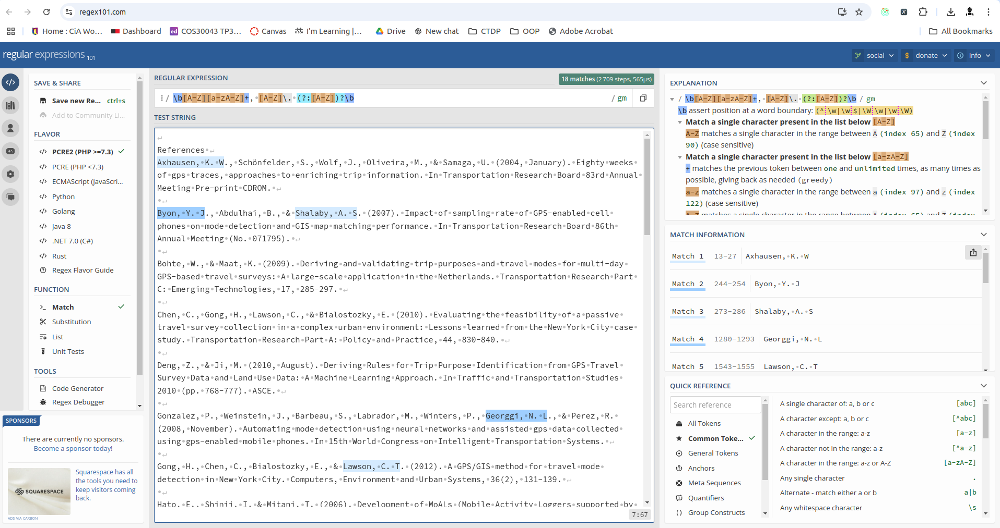 regex101.com
Home : CiA Wo...
Dashboard
COS30043 TP3...
Canvas
I'm Learning |...
Drive
New chat
CTDP
OOP
Adobe Acrobat
All Bookmarks
regular expressions 101
social
donate
info
SAVE & SHARE
Save new Re... ctrl+s
Add to Community Li...
FLAVOR
PCRE2 (PHP >=7.3)
PCRE (PHP <7.3)
ECMAScript (JavaScri...
Python
Golang
Java 8
.NET 7.0 (C#)
Rust
Regex Flavor Guide
FUNCTION
Match
Substitution
List
Unit Tests
TOOLS
Code Generator
Regex Debugger
SPONSORS
There are currently no sponsors.
Become a sponsor today!
SQUARESPACE
Squarespace has all
the tools you need to
keep visitors coming
back.
ADS VIA CARBON
REGULAR EXPRESSION
18 matches (2 709 steps, 565µs)
/ \b[A-Z][a-zA-Z]+, [A-Z]\. (?:[A-Z])?\b / gm
TEST STRING
References
Axhausen, K. W., Schönfelder, S., Wolf, J., Oliveira, M., & Samaga, U. (2004, January). Eighty weeks
of gps traces, approaches to enriching trip information. In Transportation Research Board 83rd Annual
Meeting Pre-print CDROM.
Byon, Y. J., Abdulhai, B., & Shalaby, A. S. (2007). Impact of sampling rate of GPS-enabled cell
phones on mode detection and GIS map matching performance. In Transportation Research Board 86th
Annual Meeting (No. 071795).
Bohte, W., & Maat, K. (2009). Deriving and validating trip purposes and travel modes for multi-day
GPS-based travel surveys: A large-scale application in the Netherlands. Transportation Research Part
C: Emerging Technologies, 17, 285-297.
Chen, C., Gong, H., Lawson, C., & Bialostozky, E. (2010). Evaluating the feasibility of a passive
travel survey collection in a complex urban environment: Lessons learned from the New York City case
study. Transportation Research Part A: Policy and Practice, 44, 830-840.
Deng, Z., & Ji, M. (2010, August). Deriving Rules for Trip Purpose Identification from GPS Travel
Survey Data and Land Use Data: A Machine Learning Approach. In Traffic and Transportation Studies
2010 (pp. 768-777). ASCE.
Gonzalez, P., Weinstein, J., Barbeau, S., Labrador, M., Winters, P., Georggi, N. L., & Perez, R.
(2008, November). Automating mode detection using neural networks and assisted gps data collected
using gps-enabled mobile phones. In 15th World Congress on Intelligent Transportation Systems.
Gong, H., Chen, C., Bialostozky, E., & Lawson, C. T. (2012). A GPS/GIS method for travel mode
detection in New York City. Computers, Environment and Urban Systems, 36(2), 131-139.
Hato, E., Shinji, I. & Mitani, T. (2006). Development of MoALs (Mobile Activity Loggers supported by
7:67
EXPLANATION
/ \b[A-Z][a-zA-Z]+, [A-Z]\. (?:[A-Z])?\b / gm
\b assert position at a word boundary: (^\w|\w$|\W\w|\w\W)
Match a single character present in the list below [A-Z]
A-Z matches a single character in the range between A (index 65) and Z (index
90) (case sensitive)
Match a single character present in the list below [a-zA-Z]
+ matches the previous token between one and unlimited times, as many times as
possible, giving back as needed (greedy)
a-z matches a single character in the range between a (index 97) and z (index
122) (case sensitive)
A-Z matches a single character in the range between A (index 65) and Z (index
MATCH INFORMATION
Match 1 13-27 Axhausen, K. W
Match 2 244-254 Byon, Y. J
Match 3 273-286 Shalaby, A. S
Match 4 1280-1293 Georggi, N. L
Match 5 1543-1555 Lawson, C. T
QUICK REFERENCE
Search reference
All Tokens
Common Toke...
General Tokens
Anchors
Meta Sequences
Quantifiers
Group Constructs
A single character of: a, b or c [abc]
A character except: a, b or c [^abc]
A character in the range: a-z [a-z]
A character not in the range: a-z [^a-z]
A character in the range: a-z or A-Z [a-zA-Z]
Any single character .
Alternate - match either a or b a|b
Any whitespace character \s